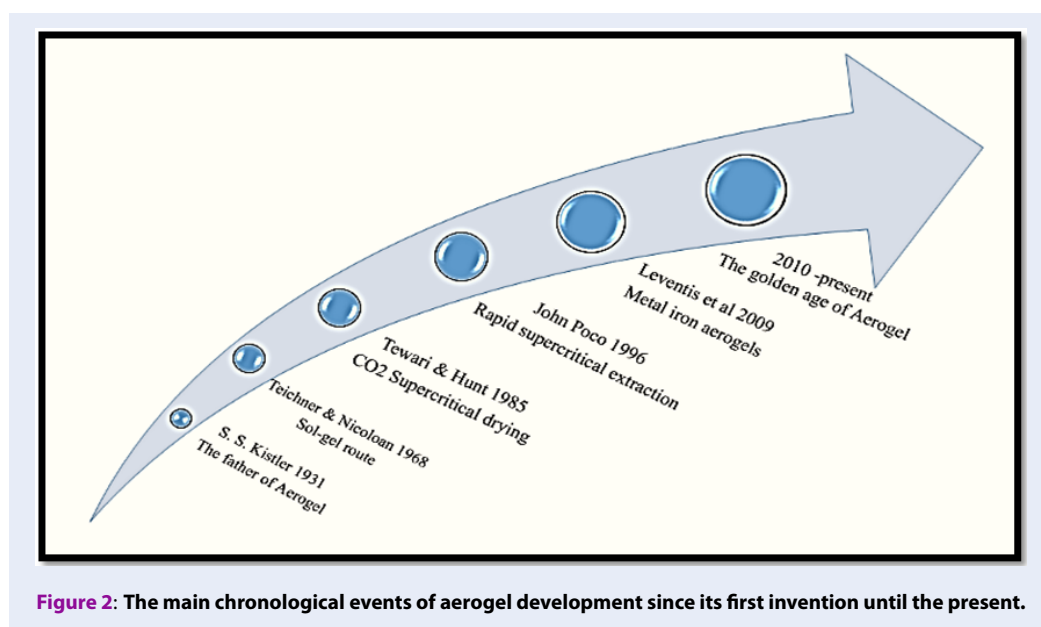 S. S. Kistler 1931
The father of Aerogel
Teichner & Nicoloan 1968
Sol-gel route
Tewari & Hunt 1985
CO2 Supercritical drying
John Poco 1996
Rapid supercritical extraction
Leventis et al 2009
Metal iron aerogels
2010 -present
The golden age of Aerogel
Figure 2: The main chronological events of aerogel development since its first invention until the present.